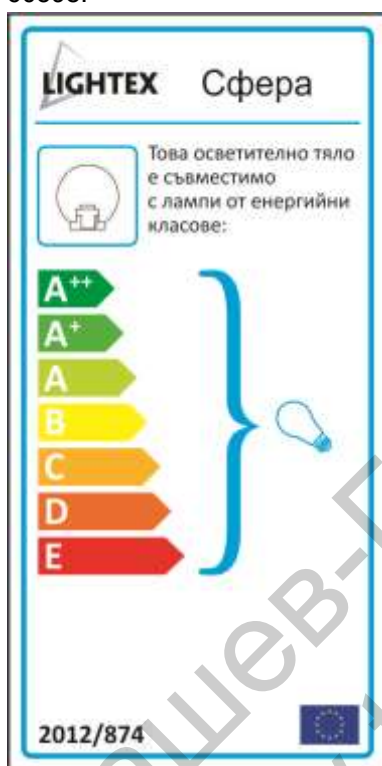 LIGHTEX Сфера
Това осветително тяло
е съвместимо
с лампи от енергийни
класове:
A++
A+
A
B
C
D
E
2012/874